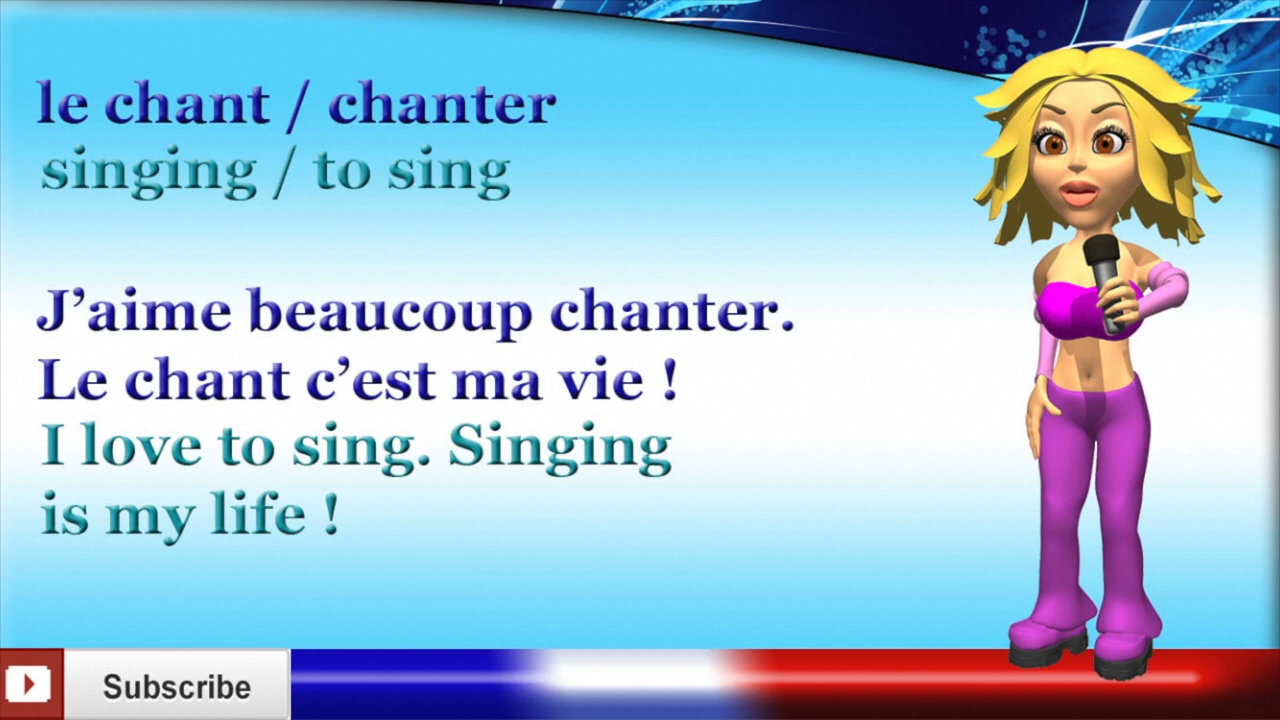 le chant / chanter
singing / to sing
J’aime beaucoup chanter.
Le chant c’est ma vie !
I love to sing. Singing
is my life !
Subscribe